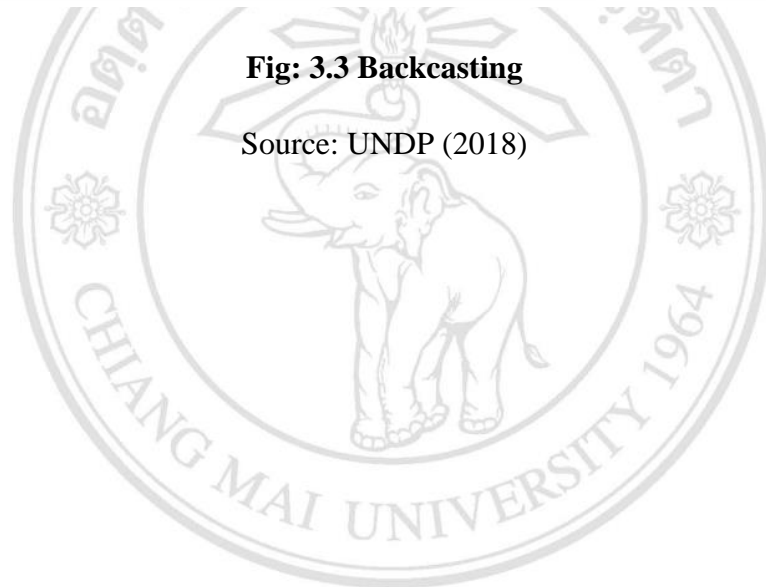 Fig: 3.3 Backcasting
Source: UNDP (2018)
CHIANG MAI UNIVERSITY 1964